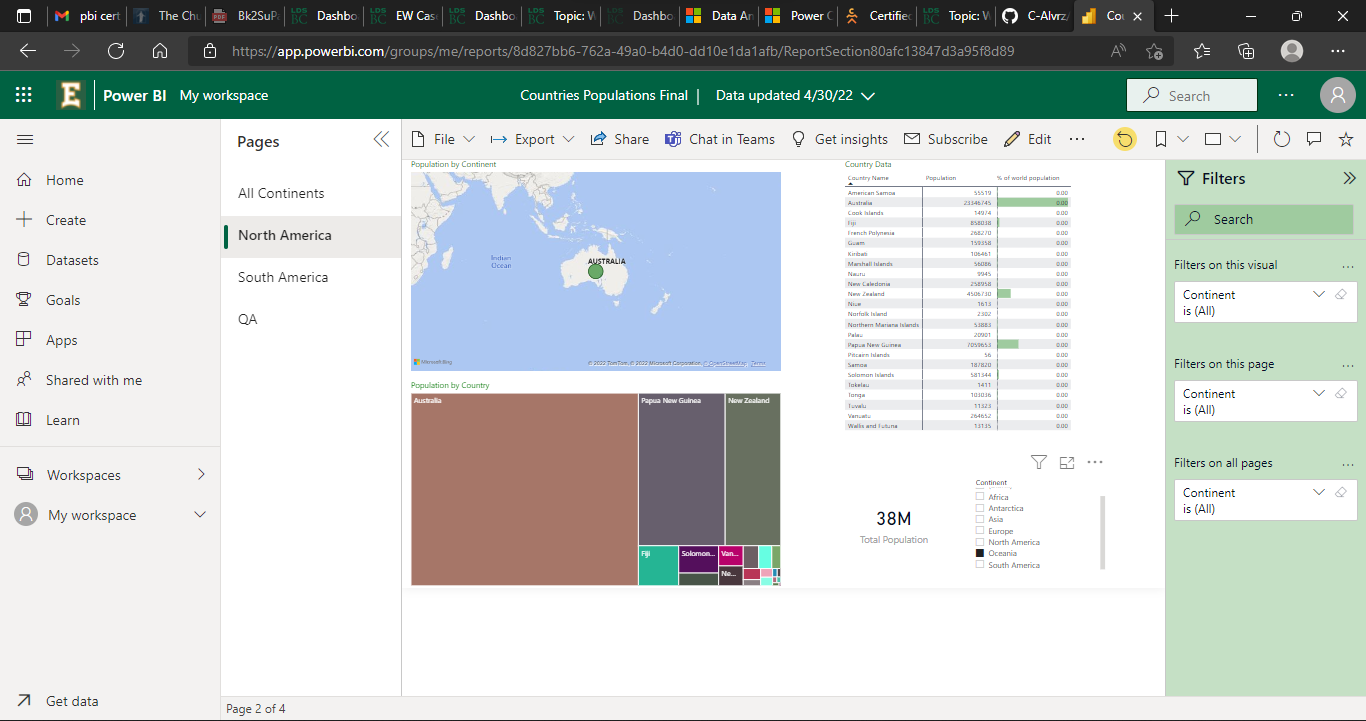 pbi cert
The Chu
Bk2SuP
Dashbo
EW Cas
Dashbo
Topic: W
Dashbo
Data An
Power C
Certified
Topic: W
C-Alvrz/
Cou
https://app.powerbi.com/groups/me/reports/8d827bb6-762a-49a0-b4d0-dd10e1da1afb/ReportSection80afc13847d3a95f8d89
E Power BI My workspace
Countries Populations Final | Data updated 4/30/22
Search
Home
Create
Datasets
Goals
Apps
Shared with me
Learn
Workspaces
My workspace
Get data
Pages
All Continents
North America
South America
QA
File Export Share Chat in Teams Get insights Subscribe Edit
Population by Continent
Indian
Ocean
AUSTRALIA
Microsoft Bing
© 2022 TomTom, © 2022 Microsoft Corporation, © OpenStreetMap Terms
Population by Country
Australia
Papua New Guinea
New Zealand
Fiji
Solomon...
Van...
Ne...
Country Data
Country Name Population % of world population
American Samoa 55519 0.00
Australia 23346745 0.00
Cook Islands 14974 0.00
Fiji 858038 0.00
French Polynesia 268270 0.00
Guam 159358 0.00
Kiribati 106461 0.00
Marshall Islands 56086 0.00
Nauru 9945 0.00
New Caledonia 258958 0.00
New Zealand 4506730 0.00
Niue 1613 0.00
Norfolk Island 2302 0.00
Northern Mariana Islands 53883 0.00
Palau 20901 0.00
Papua New Guinea 7059653 0.00
Pitcairn Islands 56 0.00
Samoa 187820 0.00
Solomon Islands 581344 0.00
Tokelau 1411 0.00
Tonga 103036 0.00
Tuvalu 11323 0.00
Vanuatu 264652 0.00
Wallis and Futuna 13135 0.00
38M
Total Population
Continent
Africa
Antarctica
Asia
Europe
North America
Oceania
South America
Filters
Search
Filters on this visual
Continent
is (All)
Filters on this page
Continent
is (All)
Filters on all pages
Continent
is (All)
Page 2 of 4